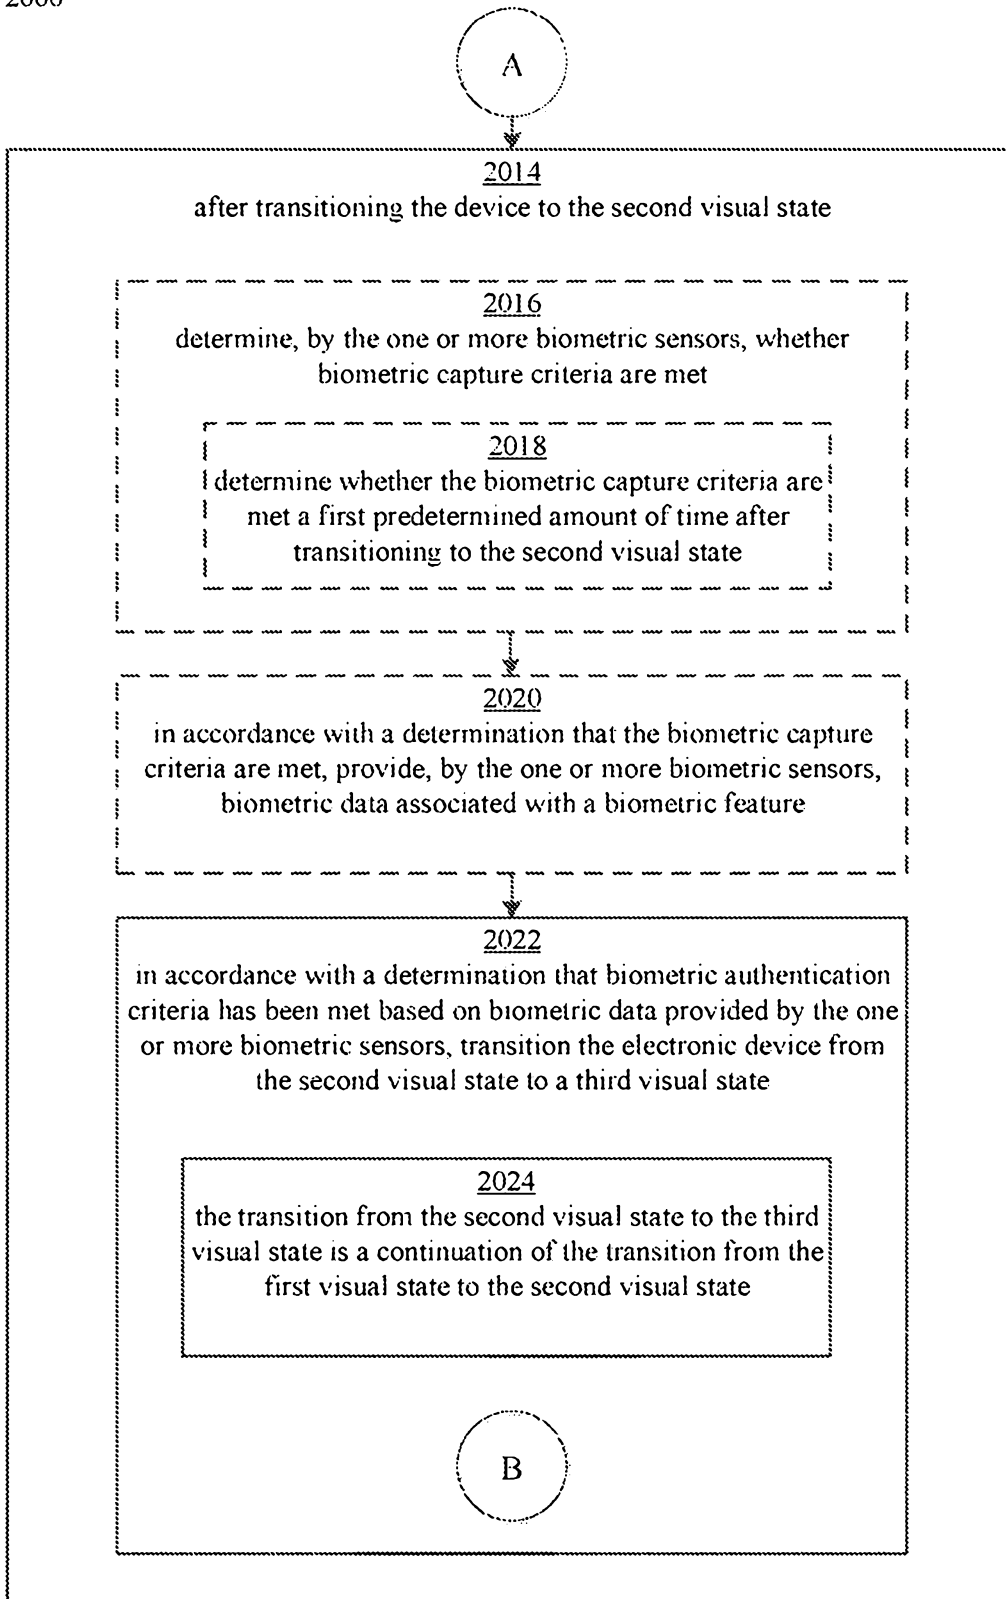 2000
A
2014
after transitioning the device to the second visual state
2016
determine, by the one or more biometric sensors, whether
biometric capture criteria are met
2018
determine whether the biometric capture criteria are
met a first predetermined amount of time after
transitioning to the second visual state
2020
in accordance with a determination that the biometric capture
criteria are met, provide, by the one or more biometric sensors,
biometric data associated with a biometric feature
2022
in accordance with a determination that biometric authentication
criteria has been met based on biometric data provided by the one
or more biometric sensors, transition the electronic device from
the second visual state to a third visual state
2024
the transition from the second visual state to the third
visual state is a continuation of the transition from the
first visual state to the second visual state
B